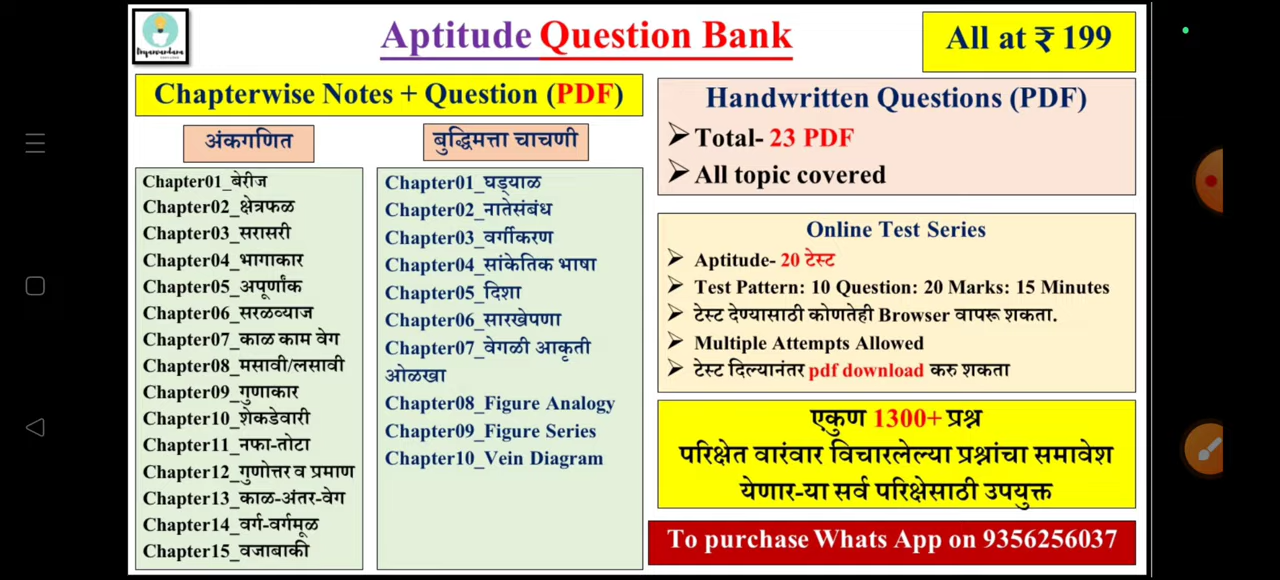 Aptitude Question Bank
All at ₹ 199
Chapterwise Notes + Question (PDF)
अंकगणित
Chapter01_बेरीज
Chapter02_क्षेत्रफळ
Chapter03_सरासरी
Chapter04_भागाकार
Chapter05_अपूर्णांक
Chapter06_सरळव्याज
Chapter07_काळ काम वेग
Chapter08_मसावी/लसावी
Chapter09_गुणाकार
Chapter10_शेकडेवारी
Chapter11_नफा-तोटा
Chapter12_गुणोत्तर व प्रमाण
Chapter13_काळ-अंतर-वेग
Chapter14_वर्ग-वर्गमूळ
Chapter15_वजाबाकी
बुद्धिमत्ता चाचणी
Chapter01_घड्याळ
Chapter02_नातेसंबंध
Chapter03_वर्गीकरण
Chapter04_सांकेतिक भाषा
Chapter05_दिशा
Chapter06_सारखेपणा
Chapter07_वेगळी आकृती
ओळखा
Chapter08_Figure Analogy
Chapter09_Figure Series
Chapter10_Vein Diagram
Handwritten Questions (PDF)
Total- 23 PDF
All topic covered
Online Test Series
Aptitude- 20 टेस्ट
Test Pattern: 10 Question: 20 Marks: 15 Minutes
टेस्ट देण्यासाठी कोणतेही Browser वापरू शकता.
Multiple Attempts Allowed
टेस्ट दिल्यानंतर pdf download करु शकता
एकुण 1300+ प्रश्न
परिक्षेत वारंवार विचारलेल्या प्रश्नांचा समावेश
येणार-या सर्व परिक्षेसाठी उपयुक्त
To purchase Whats App on 9356256037